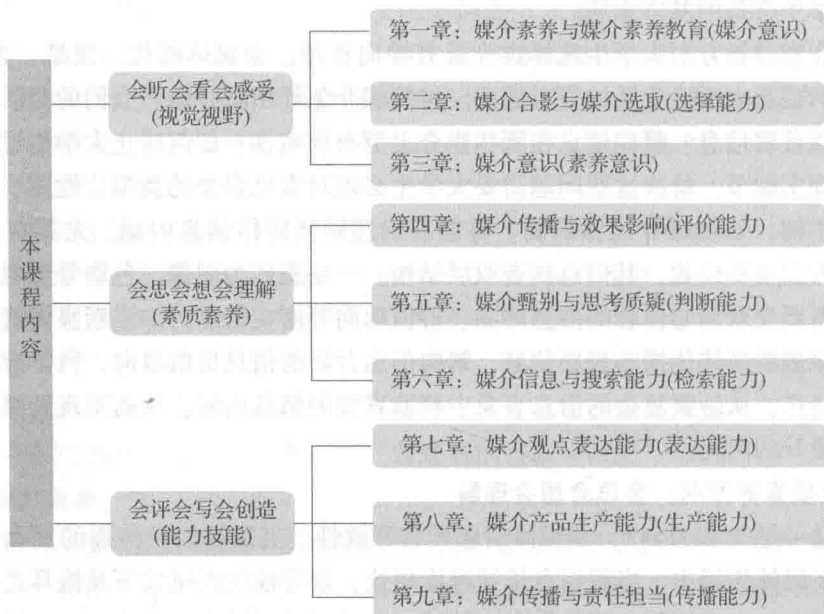 本课程内容
会听会看会感受
(视觉视野)
第一章：媒介素养与媒介素养教育(媒介意识)
第二章：媒介合影与媒介选取(选择能力)
第三章：媒介意识(素养意识)
会思会想会理解
(素质素养)
第四章：媒介传播与效果影响(评价能力)
第五章：媒介甄别与思考质疑(判断能力)
第六章：媒介信息与搜索能力(检索能力)
会评会写会创造
(能力技能)
第七章：媒介观点表达能力(表达能力)
第八章：媒介产品生产能力(生产能力)
第九章：媒介传播与责任担当(传播能力)